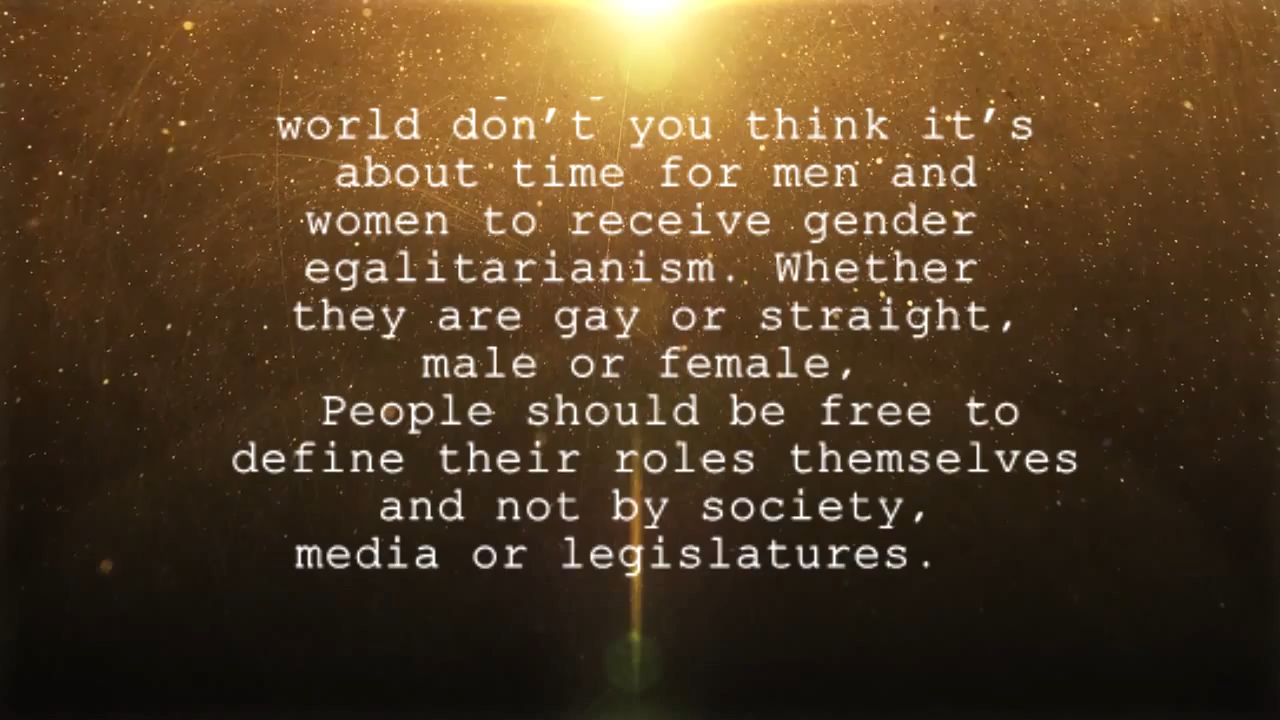 world don't you think it's
about time for men and
women to receive gender
egalitarianism. Whether
they are gay or straight,
male or female,
People should be free to
define their roles themselves
and not by society,
media or legislatures.